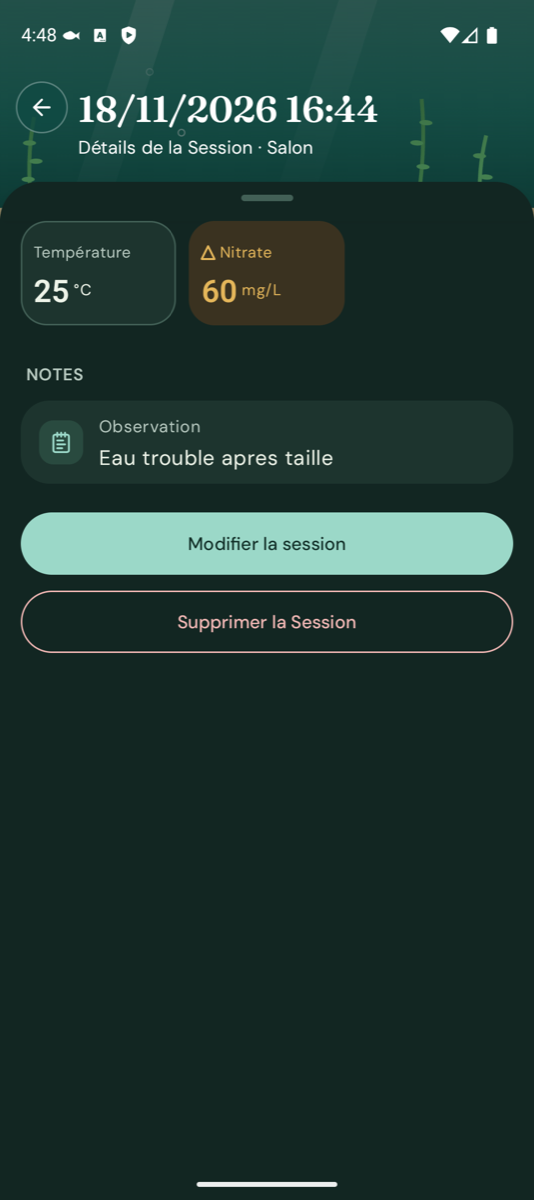 4:48
18/11/2026 16:44
Détails de la Session · Salon
Température
25 °C
Nitrate
60 mg/L
NOTES
Observation
Eau trouble apres taille
Modifier la session
Supprimer la Session